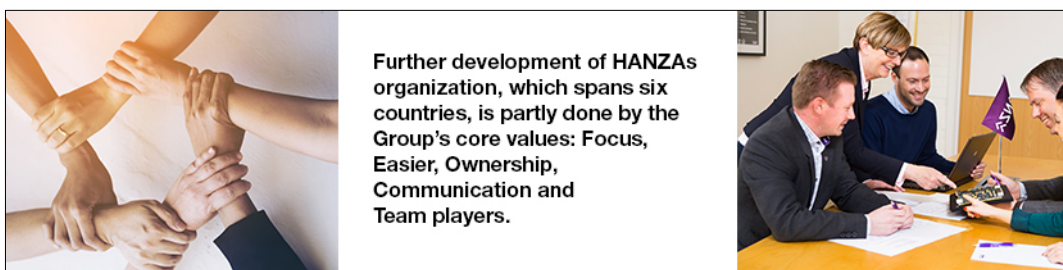 Further development of HANZAs
organization, which spans six
countries, is partly done by the
Group's core values: Focus,
Easier, Ownership,
Communication and
Team players.